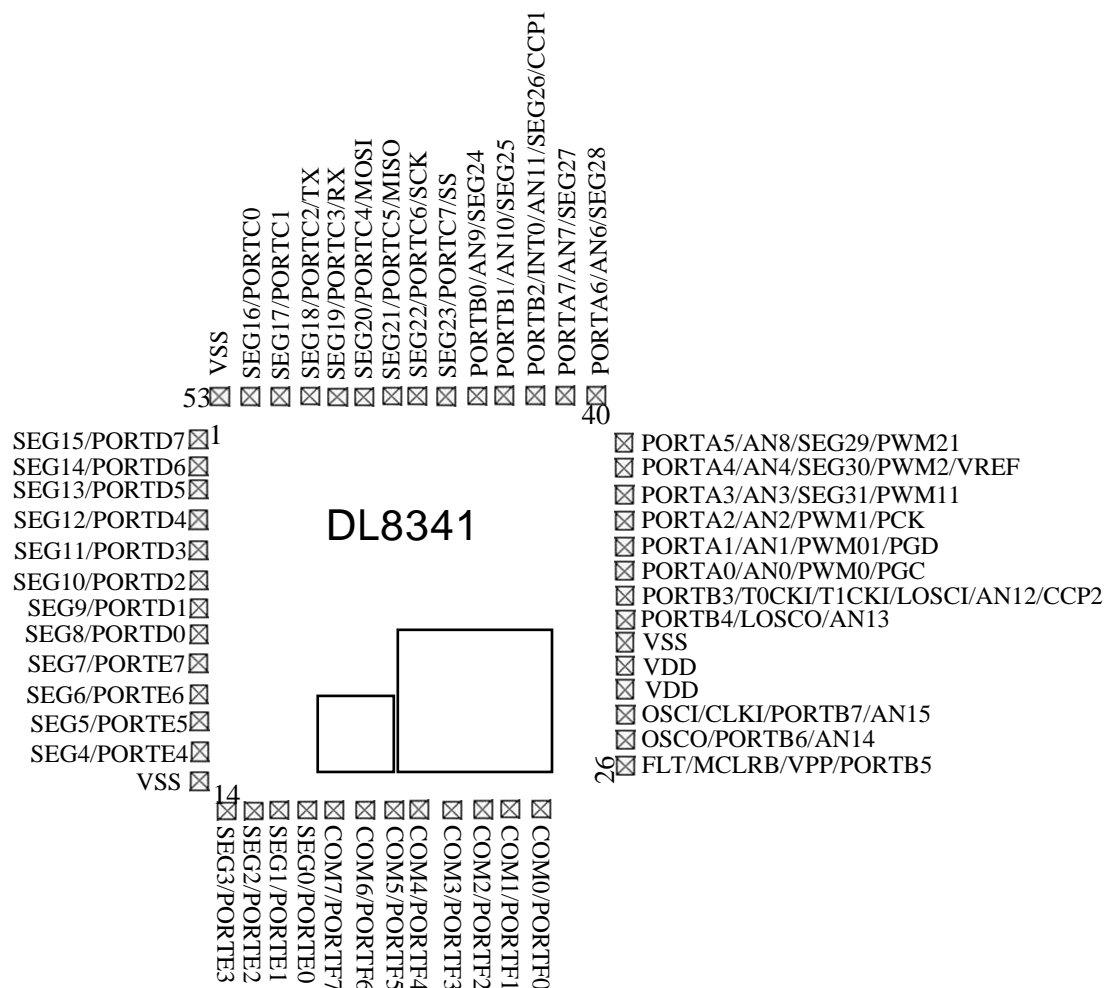 VSS
SEG16/PORTC0
SEG17/PORTC1
SEG18/PORTC2/TX
SEG19/PORTC3/RX
SEG20/PORTC4/MOSI
SEG21/PORTC5/MISO
SEG22/PORTC6/SCK
SEG23/PORTC7/SS
PORTB0/AN9/SEG24
PORTB1/AN10/SEG25
PORTB2/INT0/AN11/SEG26/CCP1
PORTA7/AN7/SEG27
PORTA6/AN6/SEG28
53
40
1
SEG15/PORTD7
SEG14/PORTD6
SEG13/PORTD5
SEG12/PORTD4
SEG11/PORTD3
SEG10/PORTD2
SEG9/PORTD1
SEG8/PORTD0
SEG7/PORTE7
SEG6/PORTE6
SEG5/PORTE5
SEG4/PORTE4
VSS
DL8341
PORTA5/AN8/SEG29/PWM21
PORTA4/AN4/SEG30/PWM2/VREF
PORTA3/AN3/SEG31/PWM11
PORTA2/AN2/PWM1/PCK
PORTA1/AN1/PWM01/PGD
PORTA0/AN0/PWM0/PGC
PORTB3/T0CKI/T1CKI/LOSCI/AN12/CCP2
PORTB4/LOSCO/AN13
VSS
VDD
VDD
OSCI/CLKI/PORTB7/AN15
OSCO/PORTB6/AN14
FLT/MCLRB/VPP/PORTB5
26
14
SEG3/PORTE3
SEG2/PORTE2
SEG1/PORTE1
SEG0/PORTE0
COM7/PORTF7
COM6/PORTF6
COM5/PORTF5
COM4/PORTF4
COM3/PORTF3
COM2/PORTF2
COM1/PORTF1
COM0/PORTF0